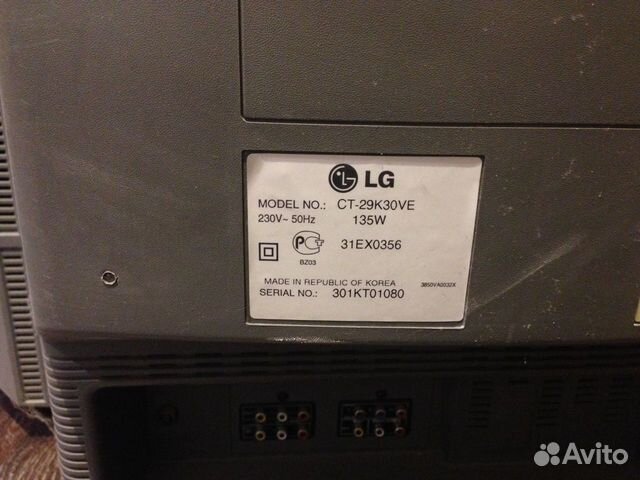 LG
MODEL NO.: CT-29K30VE
230V~ 50Hz 135W
31EX0356
BZ03
MADE IN REPUBLIC OF KOREA
3850VA0032X
SERIAL NO.: 301KT01080
Avito